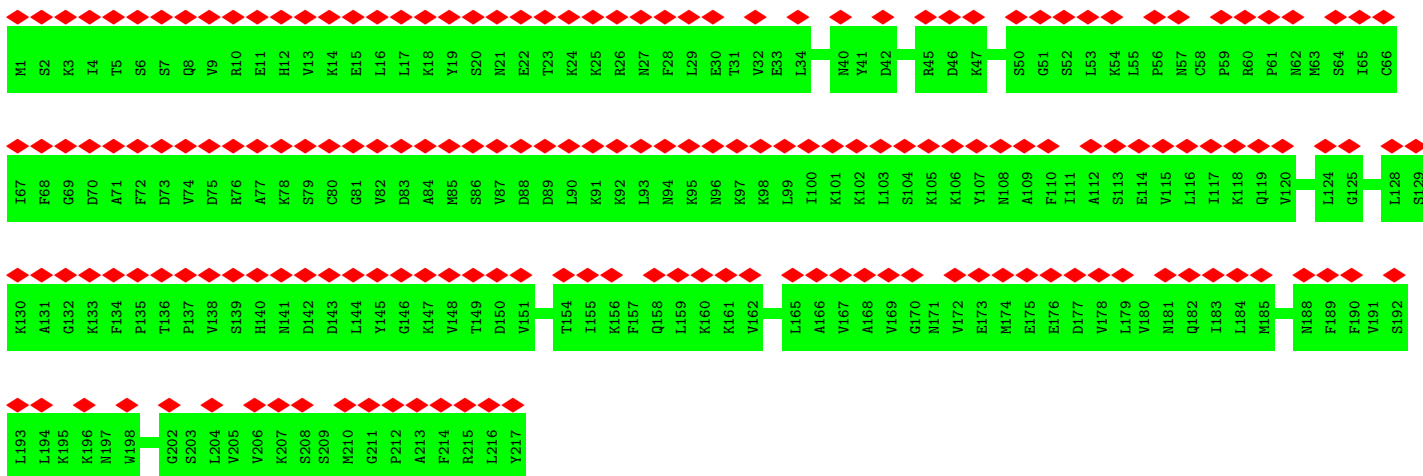 M1 S2 K3 I4 T5 S6 S7 Q8 V9 R10 E11 H12 V13 K14 E15 L16 L17 K18 Y19 S20 N21 E22 T23 K24 K25 R26 N27 F28 L29 E30 T31 V32 E33 L34 N40 Y41 D42 R45 D46 K47 S50 G51 S52 L53 K54 L55 P56 N57 C58 P59 R60 P61 N62 M63 S64 I65 C66
I67 F68 G69 D70 A71 F72 D73 V74 D75 R76 A77 K78 S79 C80 G81 V82 D83 A84 M85 S86 V87 D88 D89 L90 K91 K92 L93 N94 K95 N96 K97 K98 L99 I100 K101 K102 L103 S104 K105 K106 Y107 N108 A109 F110 I111 A112 S113 E114 V115 L116 I117 K118 Q119 V120 L124 G125 L128 S129
K130 A131 G132 K133 F134 P135 T136 P137 V138 S139 H140 N141 D142 D143 L144 Y145 G146 K147 V148 T149 D150 V151 T154 I155 K156 F157 Q158 L159 K160 K161 V162 L165 A166 V167 A168 V169 G170 N171 V172 E173 M174 E175 E176 D177 V178 L179 V180 N181 Q182 I183 L184 M185 N188 F189 F190 V191 S192
L193 L194 K195 K196 N197 W198 G202 S203 L204 V205 V206 K207 S208 S209 M210 G211 P212 A213 F214 R215 L216 Y217